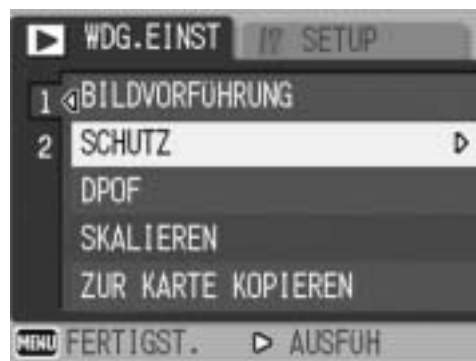 WDG.EINST SETUP
1 BILDVORFÜHRUNG
2 SCHUTZ
DPOF
SKALIEREN
ZUR KARTE KOPIEREN
MENU FERTIGST. AUSFÜH